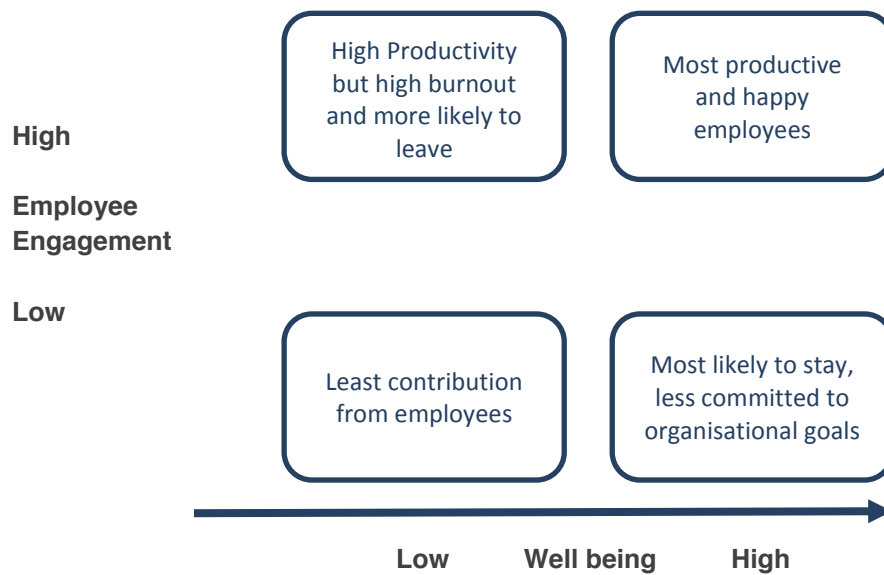 High Productivity
but high burnout
and more likely to
leave
Most productive
and happy
employees
High
Employee
Engagement
Low
Least contribution
from employees
Most likely to stay,
less committed to
organisational goals
Low Well being High